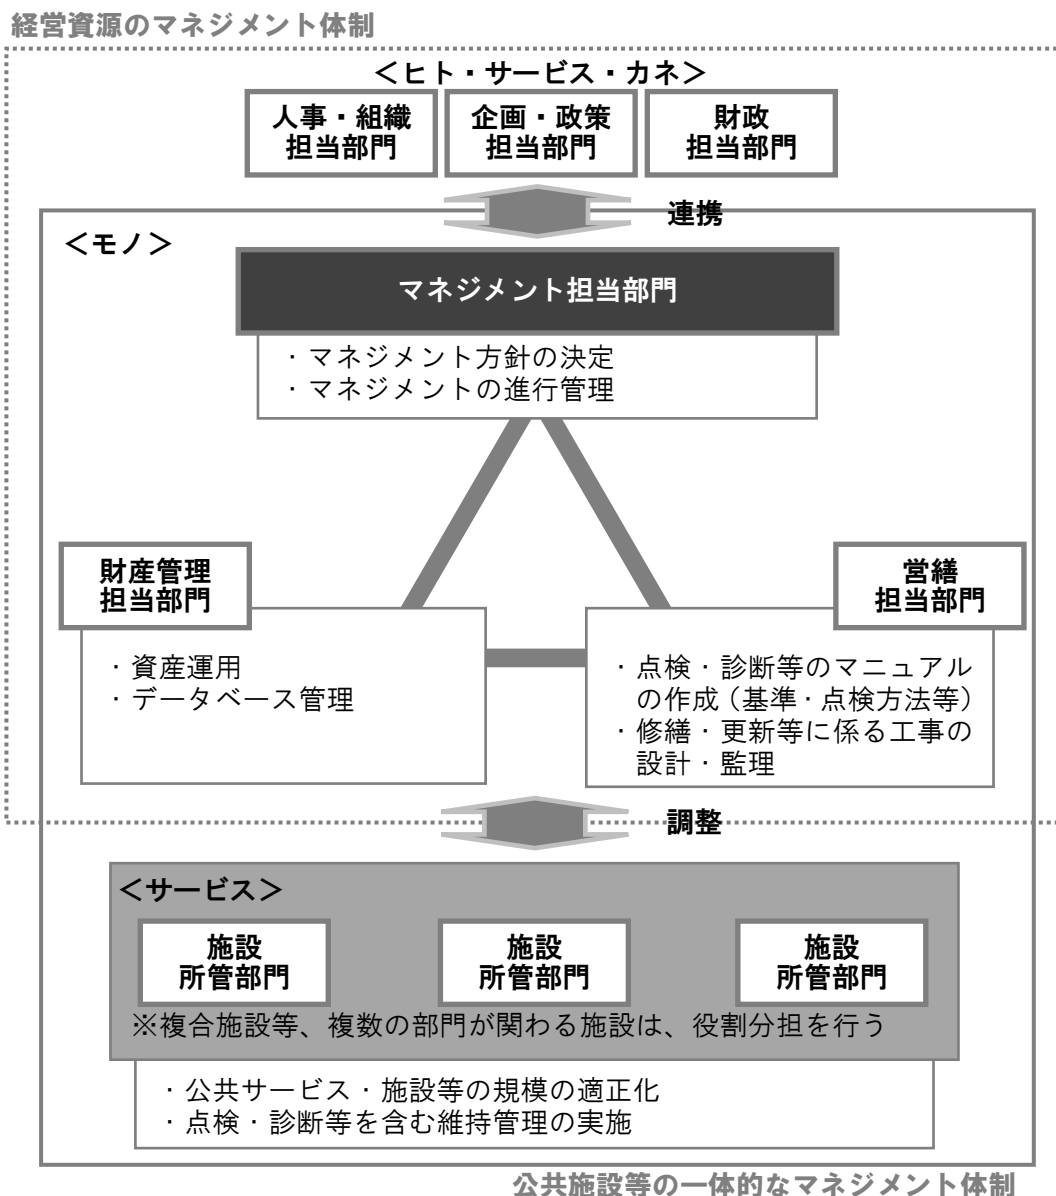 経営資源のマネジメント体制
＜ヒト・サービス・カネ＞
人事・組織
担当部門
企画・政策
担当部門
財政
担当部門
連携
＜モノ＞
マネジメント担当部門
・マネジメント方針の決定
・マネジメントの進行管理
財産管理
担当部門
・資産運用
・データベース管理
営繕
担当部門
・点検・診断等のマニュアル
の作成（基準・点検方法等）
・修繕・更新等に係る工事の
設計・監理
調整
＜サービス＞
施設
所管部門
施設
所管部門
施設
所管部門
※複合施設等、複数の部門が関わる施設は、役割分担を行う
・公共サービス・施設等の規模の適正化
・点検・診断等を含む維持管理の実施
公共施設等の一体的なマネジメント体制